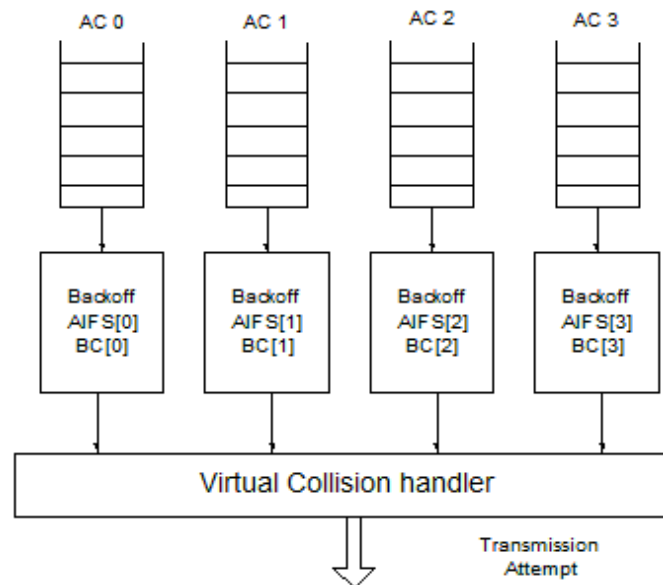 AC 0
AC 1
AC 2
AC 3
Backoff
AIFS[0]
BC[0]
Backoff
AIFS[1]
BC[1]
Backoff
AIFS[2]
BC[2]
Backoff
AIFS[3]
BC[3]
Virtual Collision handler
Transmission
Attempt